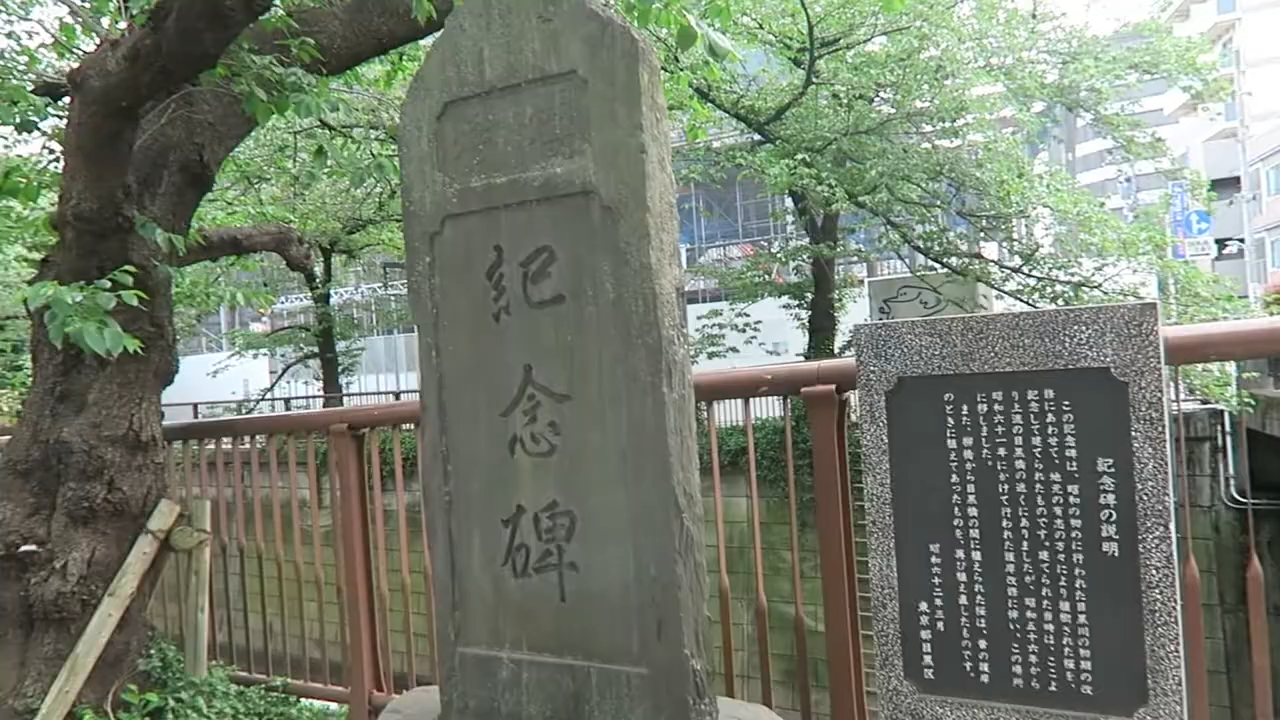 紀念碑
記念碑の説明
この記念碑は、昭和の初めに行われた目黒川の初期の改
修にあわせて、地元の有志の方々により植樹された桜を、
記念して建てられたものです。建てられた当時は、ここよ
り上流の目黒橋の近くにありましたが、昭和五十六年から
昭和六十一年にかけて行われた護岸改修に伴い、この場所
に移しました。
また、柳橋から目黒橋の間に植えられた桜は、昔の護岸
のときに植えてあったものを、再び植え直したものです。
昭和六十二年三月
東京都目黒区